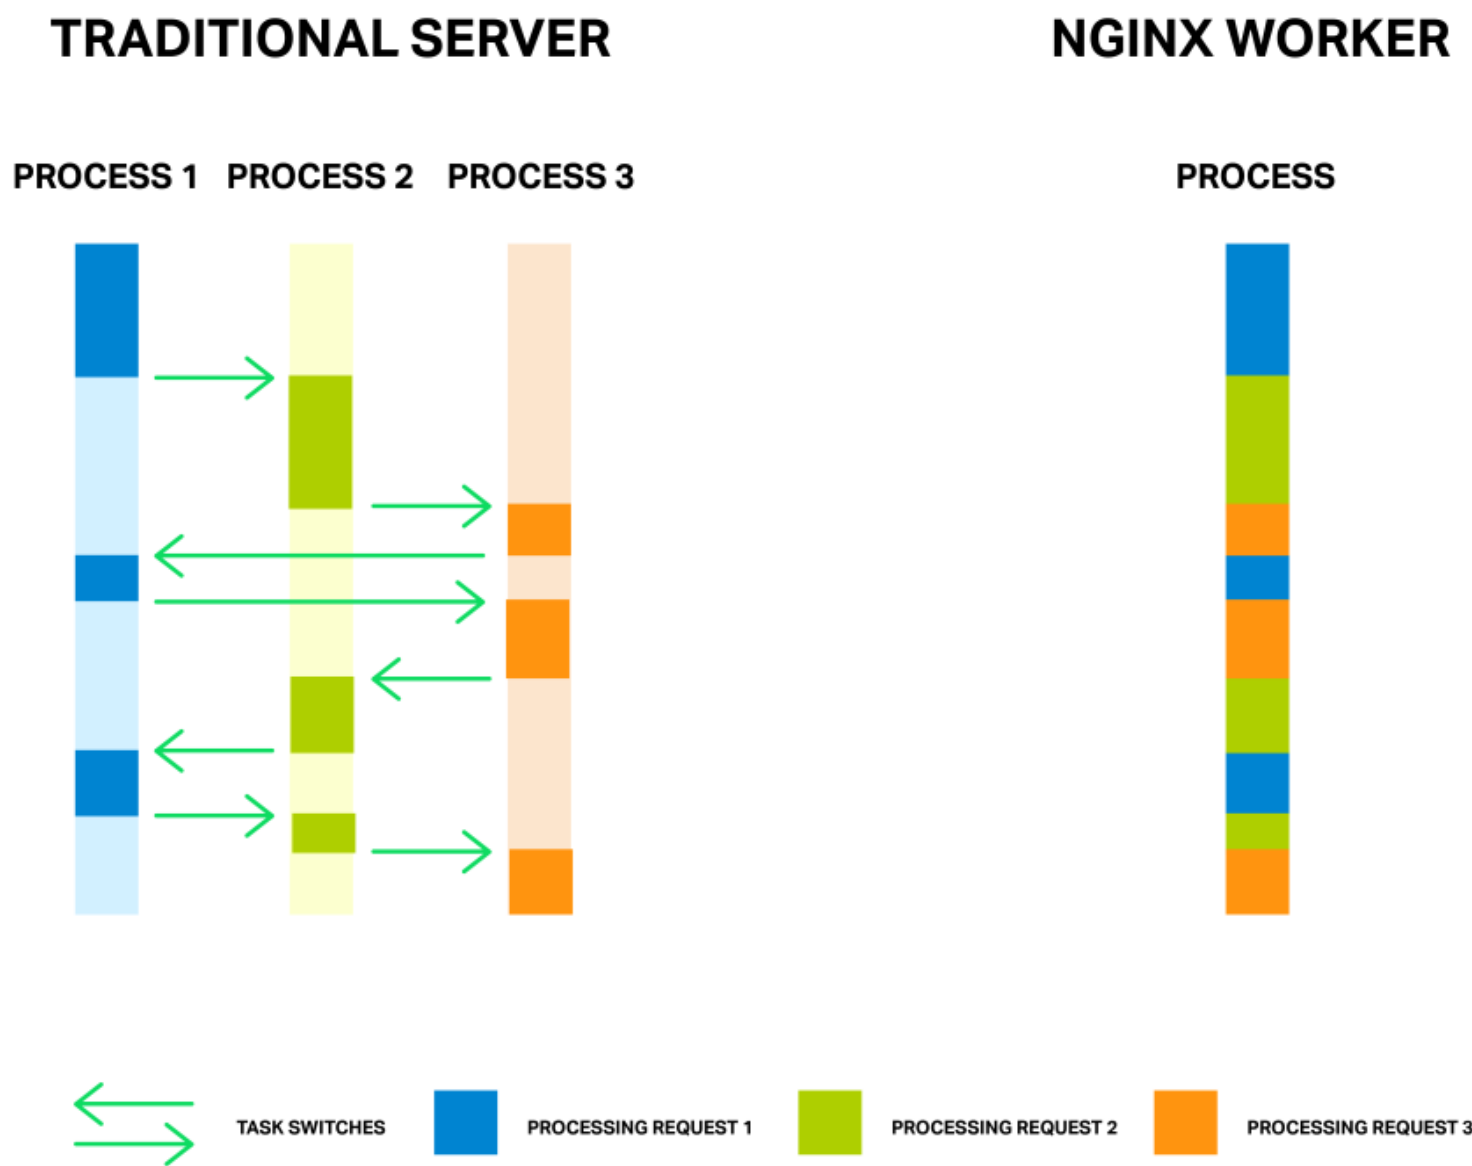 TRADITIONAL SERVER
NGINX WORKER
PROCESS 1
PROCESS 2
PROCESS 3
PROCESS
TASK SWITCHES
PROCESSING REQUEST 1
PROCESSING REQUEST 2
PROCESSING REQUEST 3